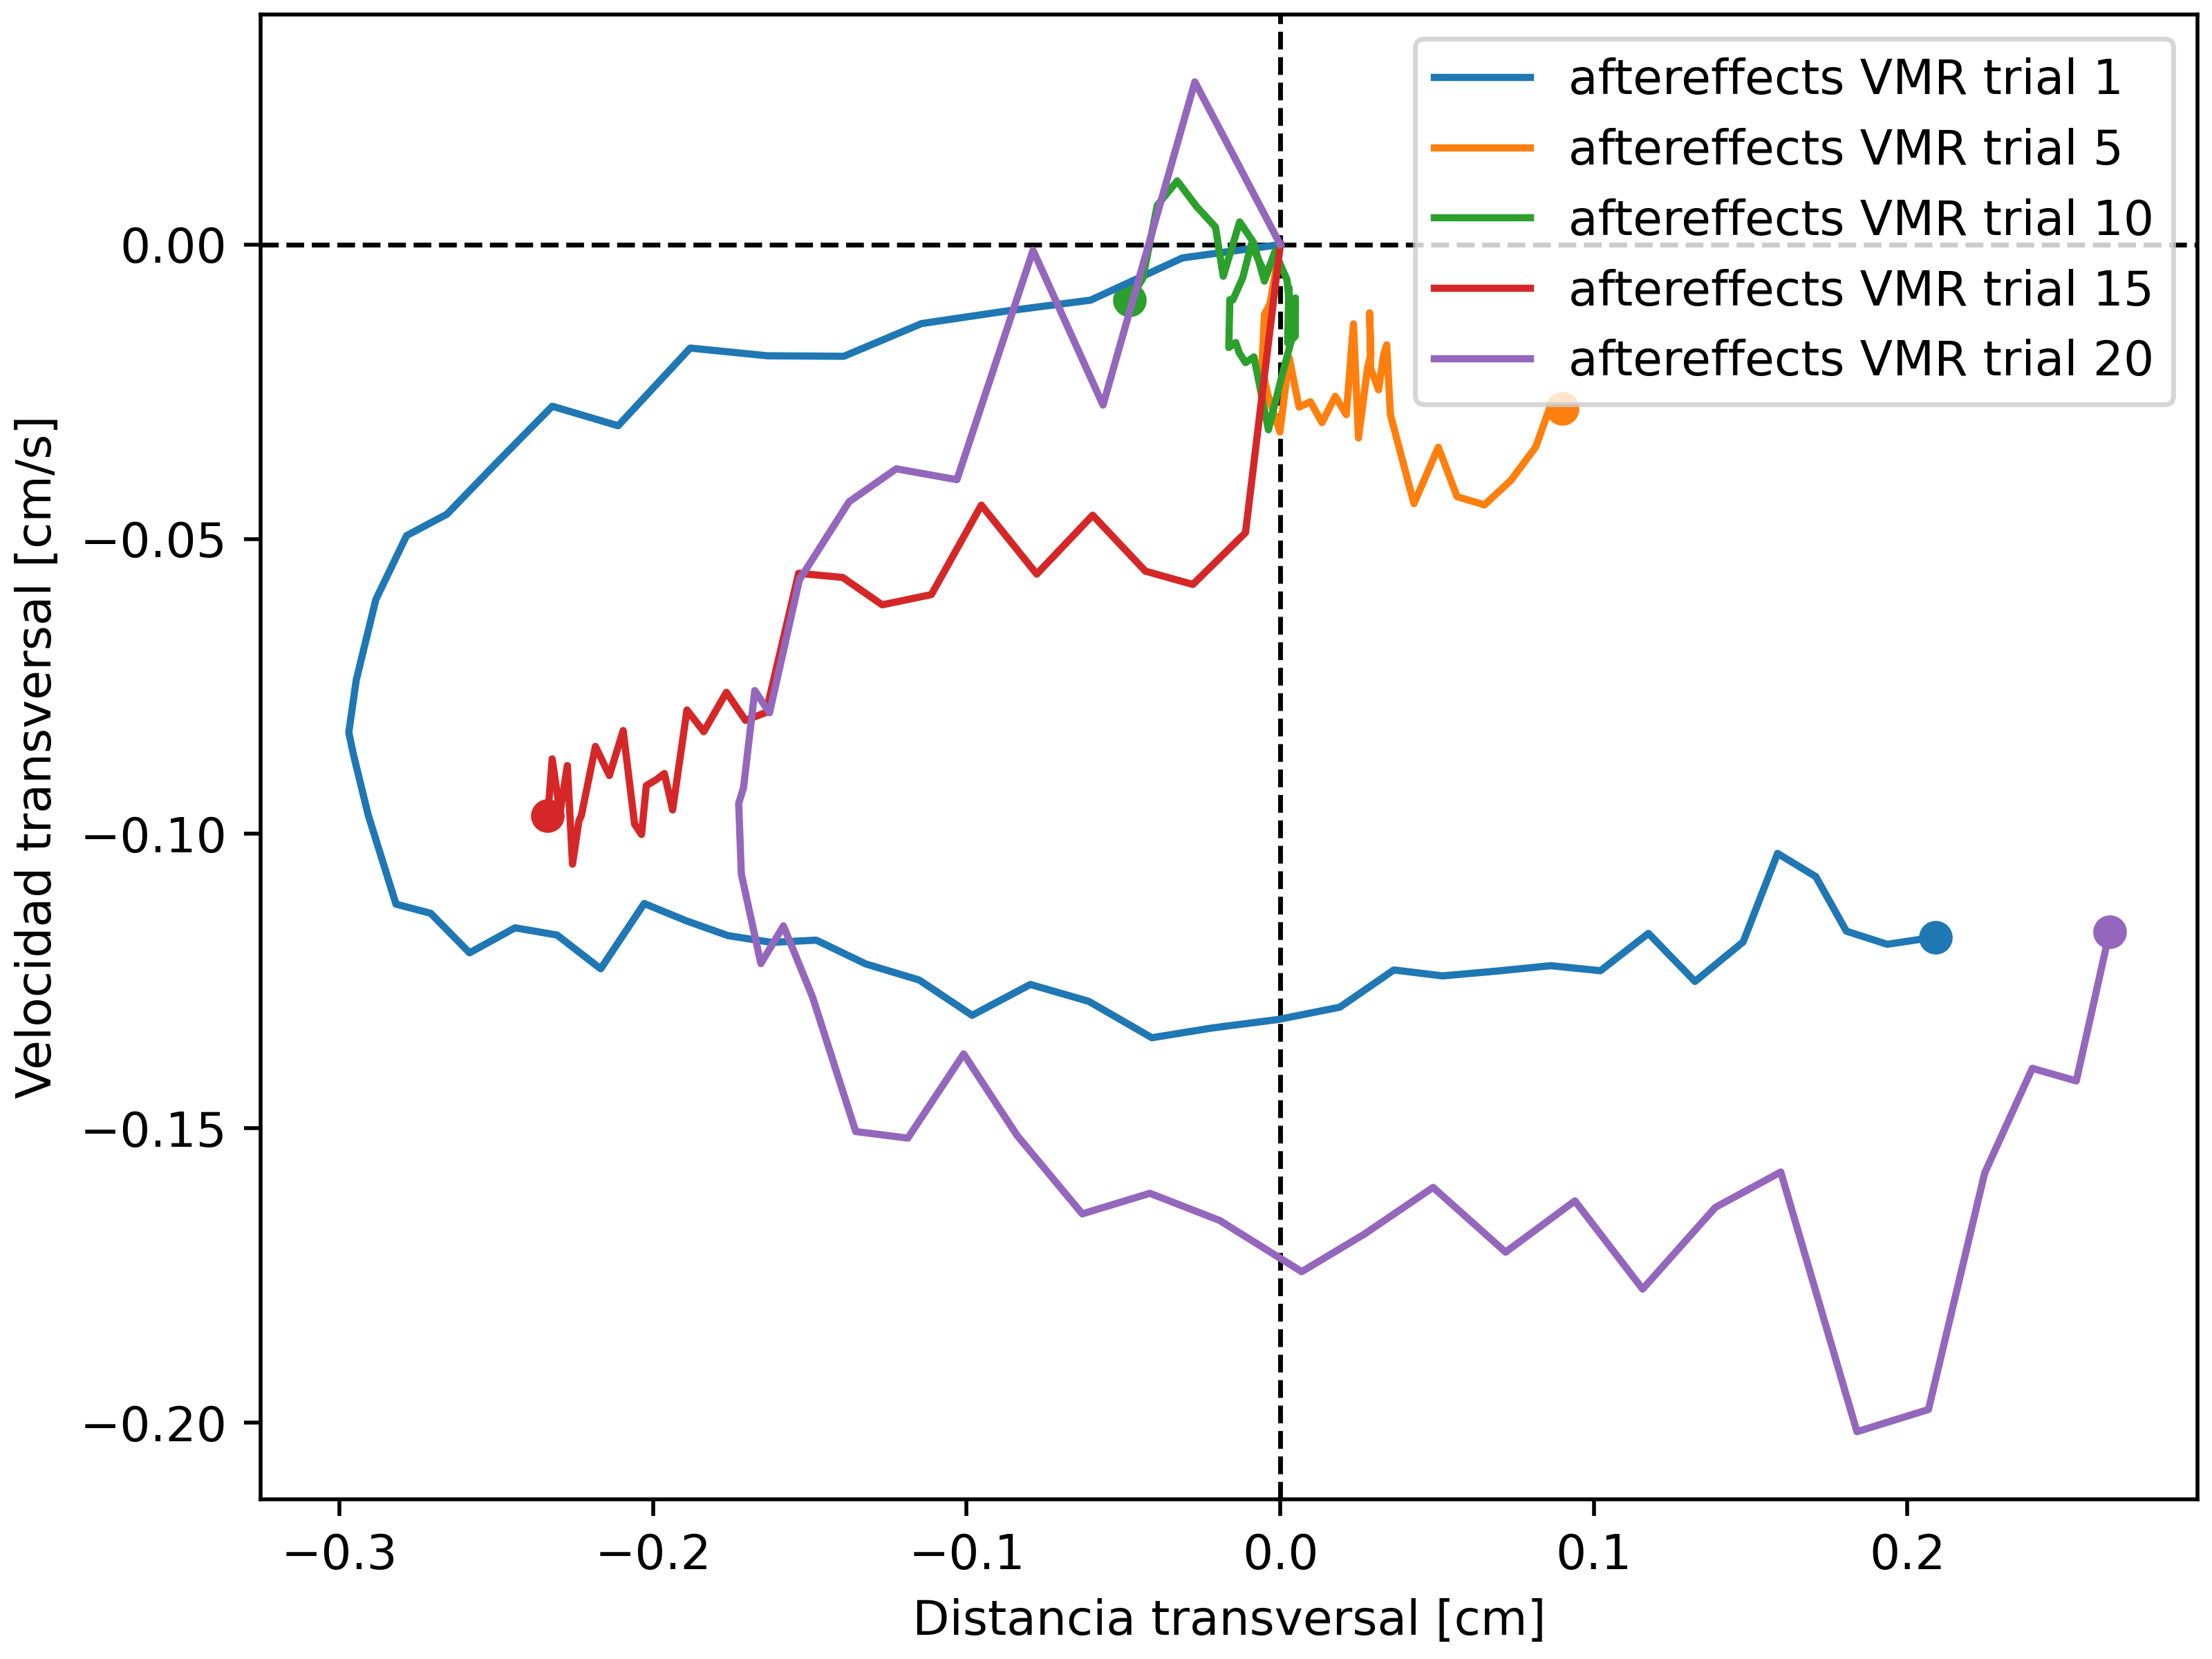 aftereffects VMR trial 1
aftereffects VMR trial 5
aftereffects VMR trial 10
aftereffects VMR trial 15
aftereffects VMR trial 20
Velocidad transversal [cm/s]
0.00
−0.05
−0.10
−0.15
−0.20
−0.3 −0.2 −0.1 0.0 0.1 0.2
Distancia transversal [cm]